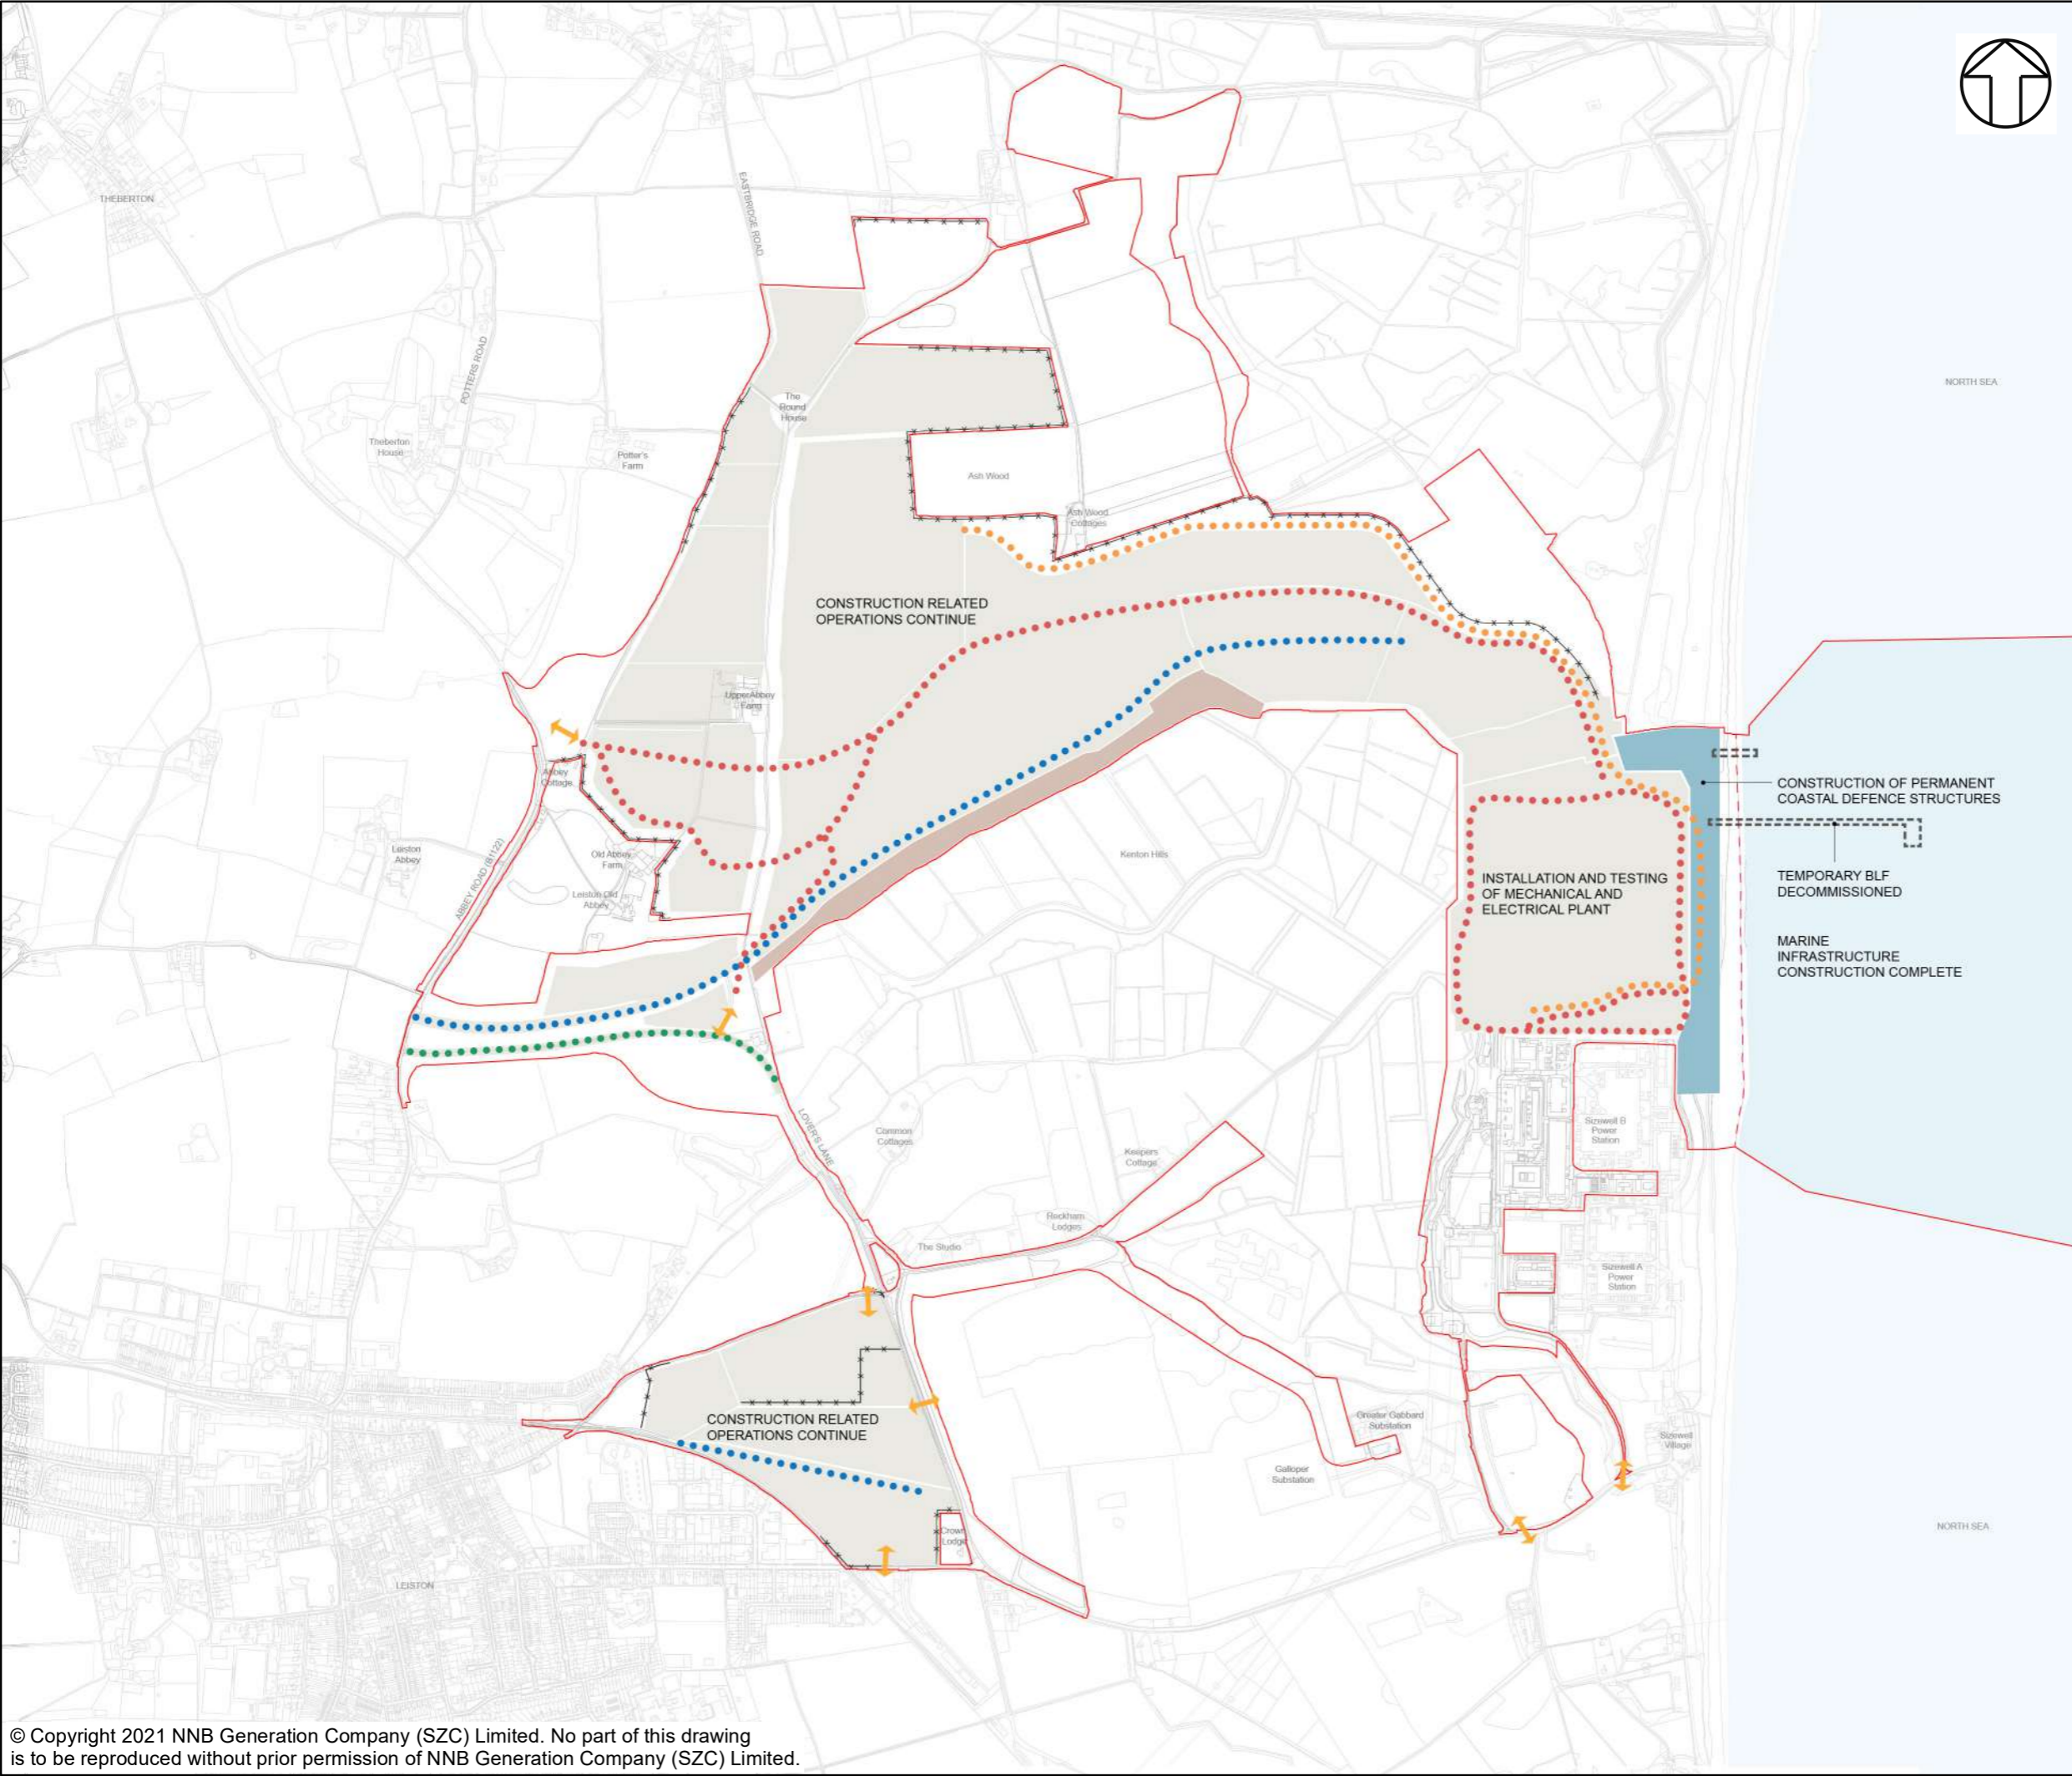 THEBERTON
EASTBRIDGE ROAD
NORTH SEA
POTTERS ROAD
The
Round
House
Theberton
House
Potter's
Farm
Ash Wood
Ash Wood
Cottages
CONSTRUCTION RELATED
OPERATIONS CONTINUE
Upper Abbey
Farm
Abbey
Cottage
CONSTRUCTION OF PERMANENT
COASTAL DEFENCE STRUCTURES
Leiston
Abbey
ABBEY ROAD (B1122)
Old Abbey
Farm
Leiston Old
Abbey
Kenton Hills
INSTALLATION AND TESTING
OF MECHANICAL AND
ELECTRICAL PLANT
TEMPORARY BLF
DECOMMISSIONED
MARINE
INFRASTRUCTURE
CONSTRUCTION COMPLETE
LOVER'S LANE
Common
Cottages
Sizewell B
Power
Station
Keepers
Cottage
Reckham
Lodges
The Studio
Sizewell A
Power
Station
CONSTRUCTION RELATED
OPERATIONS CONTINUE
Greater Gabbard
Substation
Sizewell
Village
Galloper
Substation
Crown
Lodge
NORTH SEA
LEISTON
© Copyright 2021 NNB Generation Company (SZC) Limited. No part of this drawing
is to be reproduced without prior permission of NNB Generation Company (SZC) Limited.